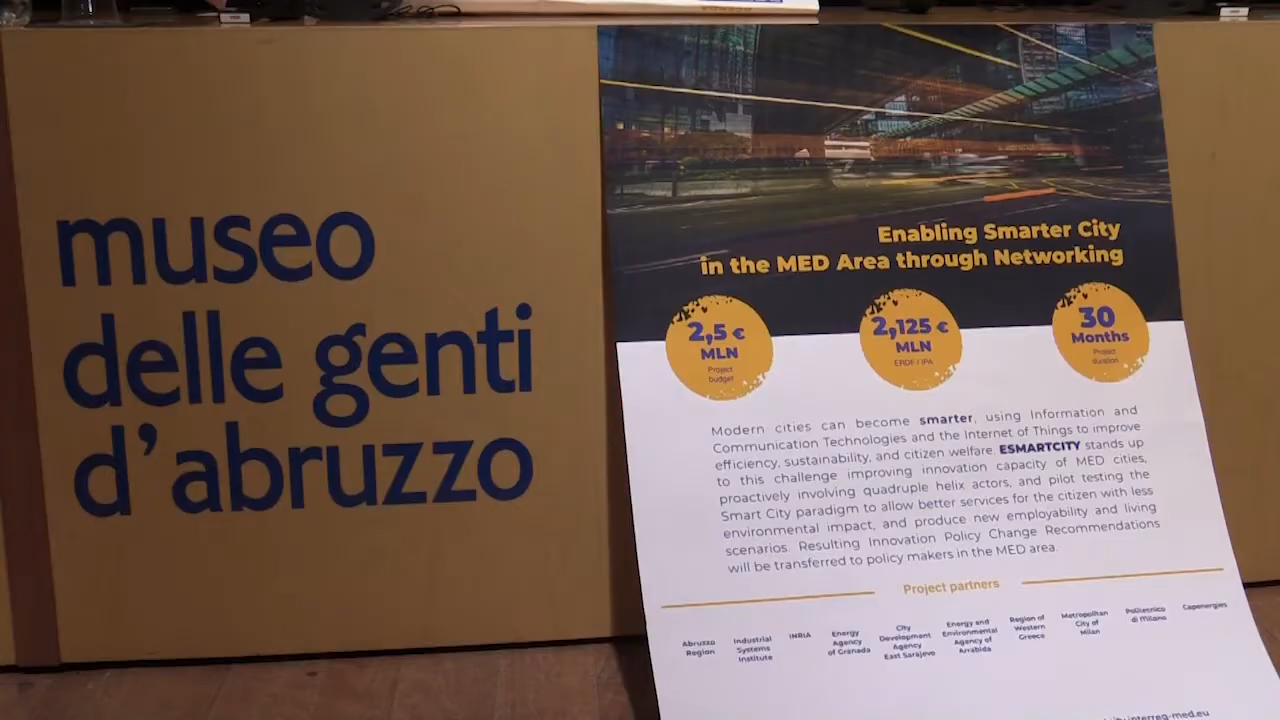 museo
delle genti
d'abruzzo
Enabling Smarter City
in the MED Area through Networking
2,5 €
MLN
Project
budget
2,125 €
MLN
ERDF / IPA
30
Months
Project
duration
Modern cities can become smarter, using Information and
Communication Technologies and the Internet of Things to improve
efficiency, sustainability, and citizen welfare. ESMARTCITY stands up
to this challenge improving innovation capacity of MED cities,
proactively involving quadruple helix actors, and pilot testing the
Smart City paradigm to allow better services for the citizen with less
environmental impact, and produce new employability and living
scenarios. Resulting Innovation Policy Change Recommendations
will be transferred to policy makers in the MED area.
Project partners
Abruzzo
Region
Industrial
Systems
Institute
INRIA
Energy
Agency
of Granada
City
Development
Agency
East Sarajevo
Energy and
Environmental
Agency of
Arrabida
Region of
Western
Greece
Metropolitan
City of
Milan
Politecnico
di Milano
Capenergies
interreg-med.eu